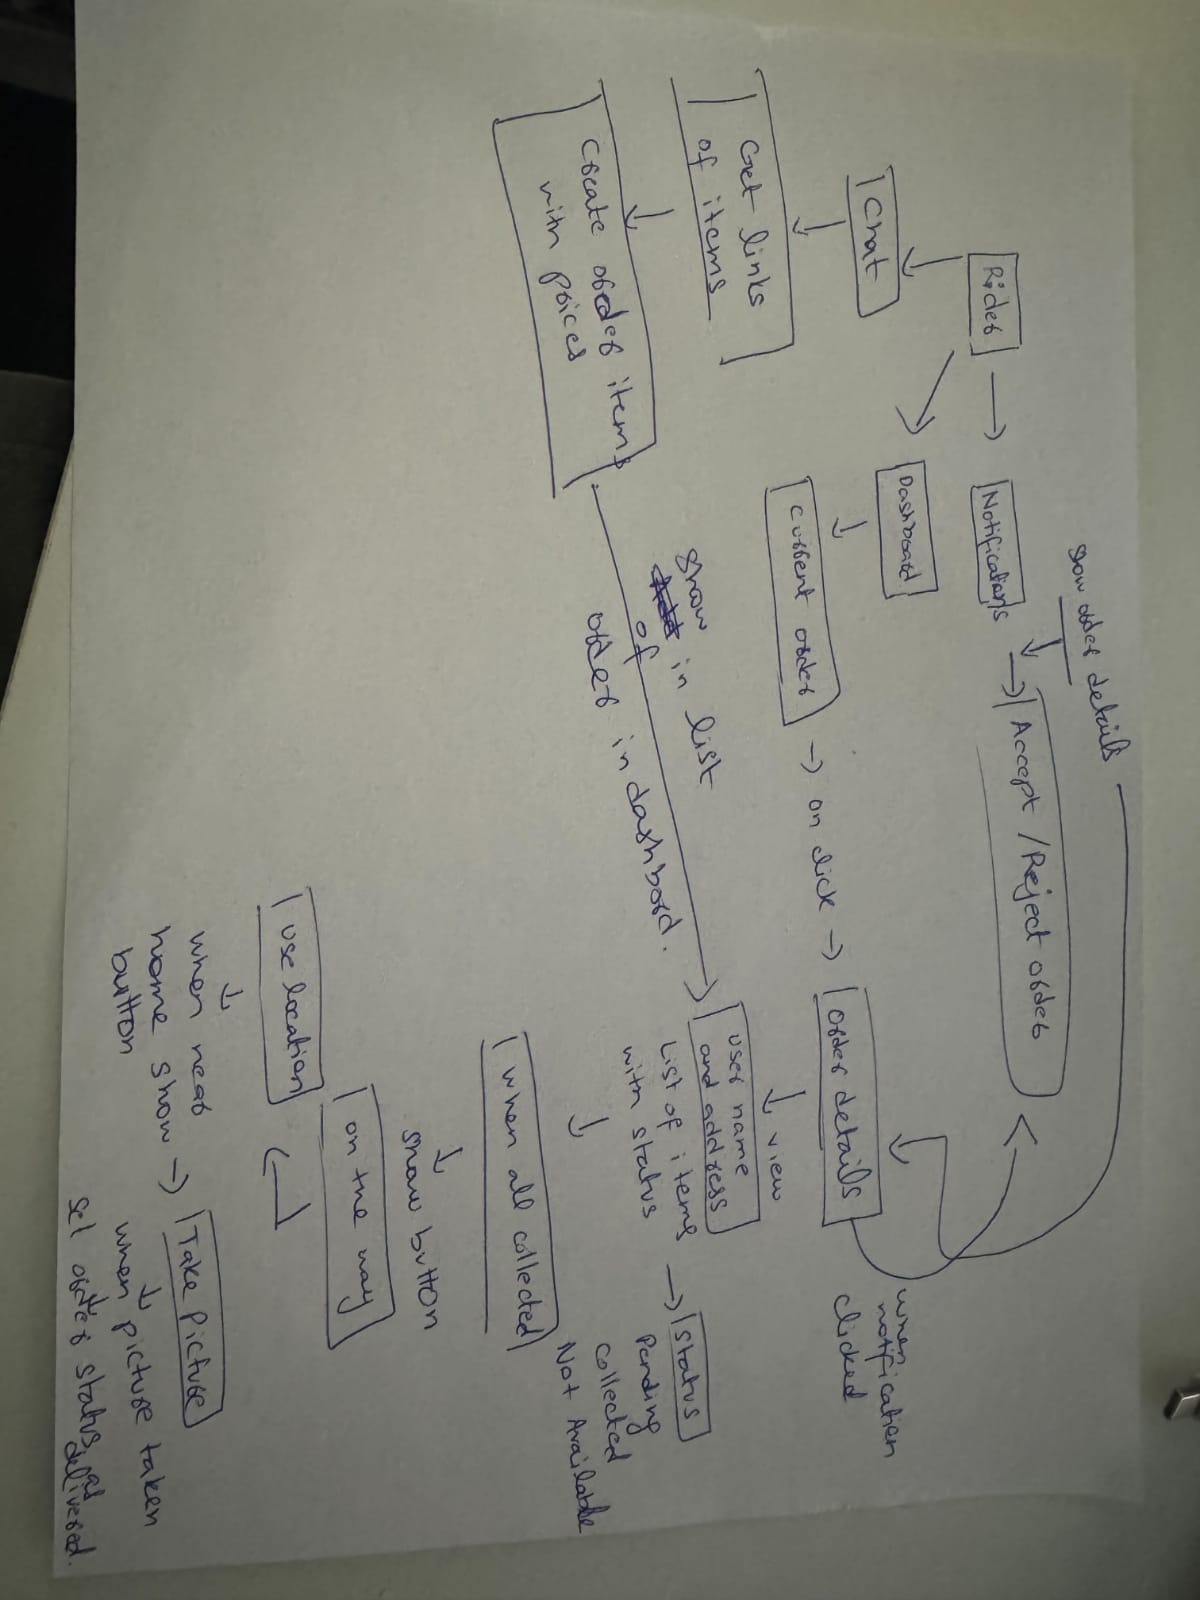 Show order details
Rider
Notifications
Accept / Reject order
Dashboard
Chat
Current order
on click
order details
when
notification
clicked
view
Get links
of items
user name
and address
show in list
of
order in dashbord.
List of items
with status
Status
Pending
collected
Not Available
Create order items
with prices
when all collected
show button
on the way
use location
when near
home show
button
Take Picture
when picture taken
set order status as
delivered.